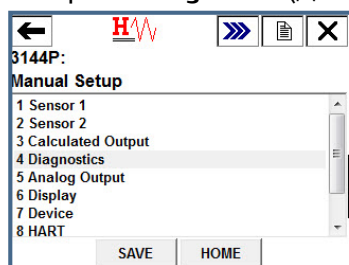 H
3144P:
Manual Setup
1 Sensor 1
2 Sensor 2
3 Calculated Output
4 Diagnostics
5 Analog Output
6 Display
7 Device
8 HART
SAVE HOME